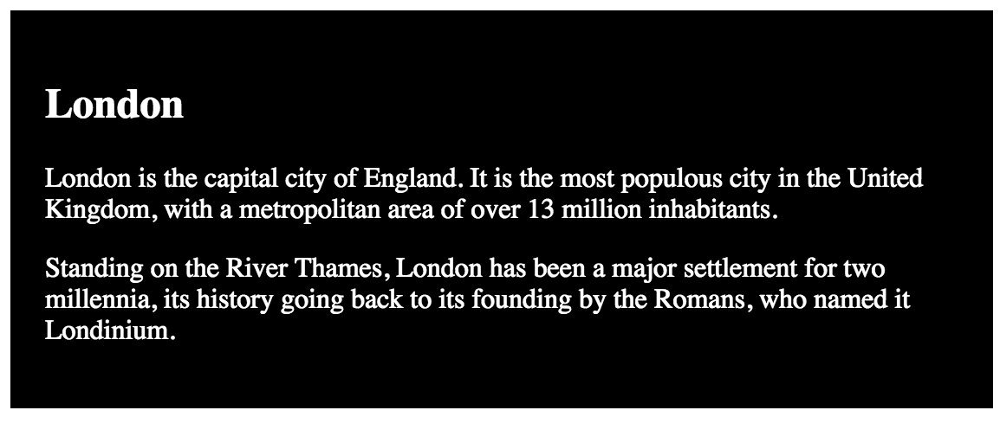 London
London is the capital city of England. It is the most populous city in the United
Kingdom, with a metropolitan area of over 13 million inhabitants.
Standing on the River Thames, London has been a major settlement for two
millennia, its history going back to its founding by the Romans, who named it
Londinium.